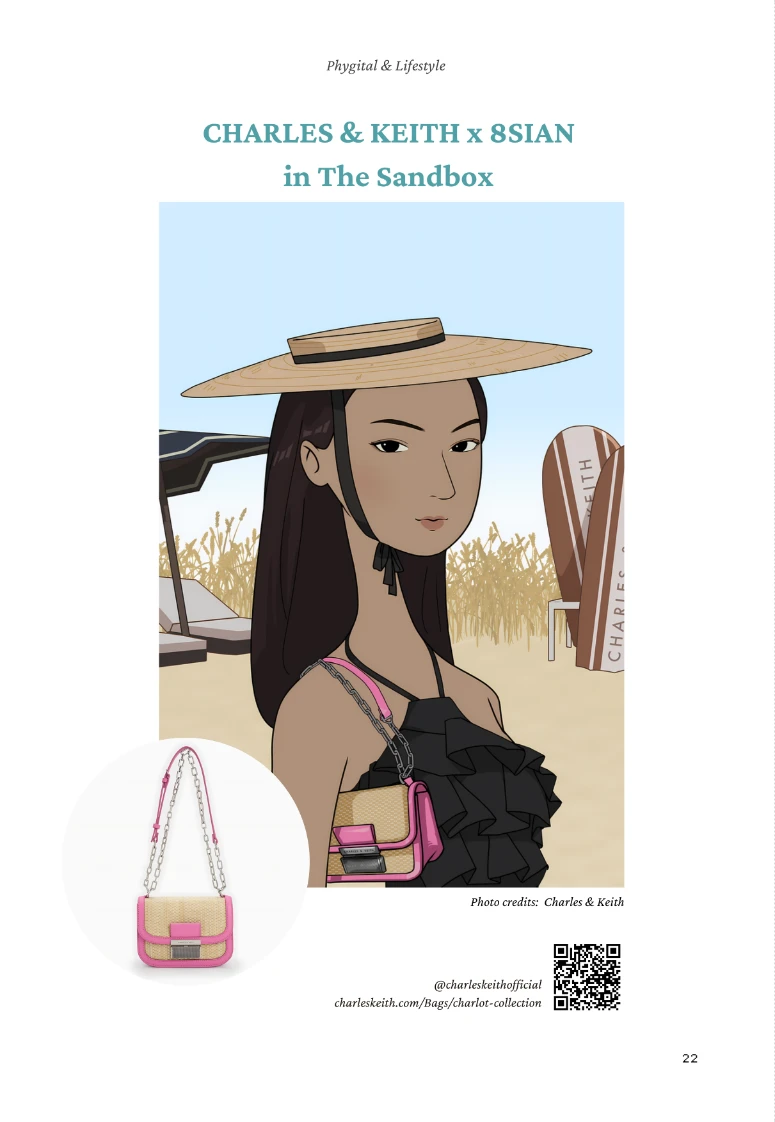 Phygital & Lifestyle
CHARLES & KEITH x 8SIAN
in The Sandbox
KEITH
CHARLES &
Photo credits: Charles & Keith
@charleskeithofficial
charleskeith.com/Bags/charlot-collection
22